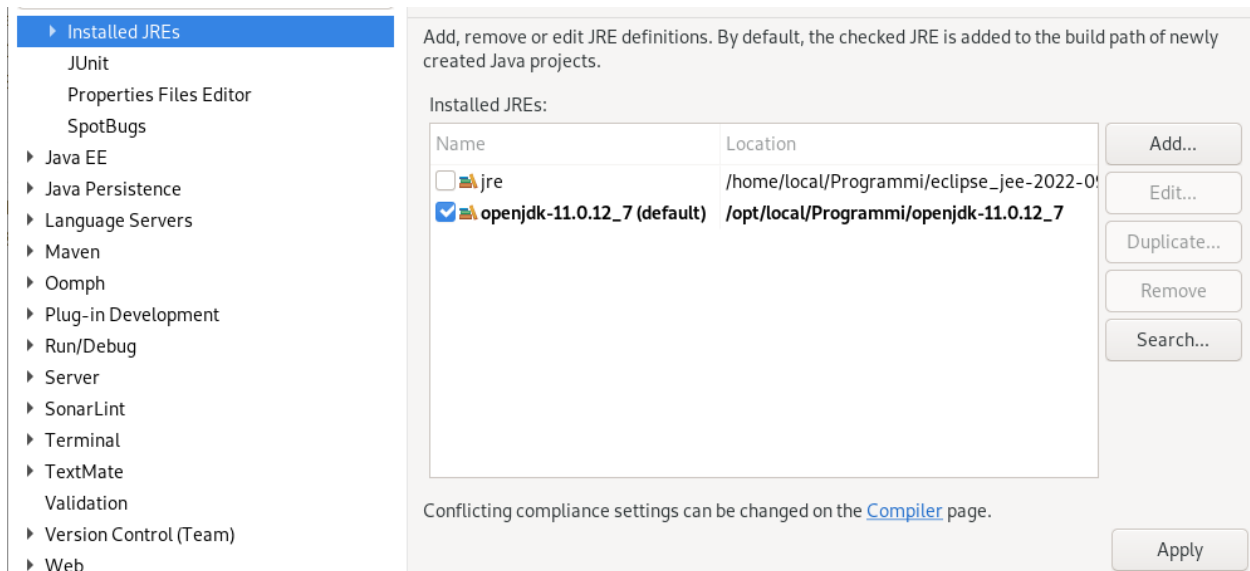 Installed JREs
JUnit
Properties Files Editor
SpotBugs
Java EE
Java Persistence
Language Servers
Maven
Oomph
Plug-in Development
Run/Debug
Server
SonarLint
Terminal
TextMate
Validation
Version Control (Team)
Web
Add, remove or edit JRE definitions. By default, the checked JRE is added to the build path of newly
created Java projects.
Installed JREs:
Name Location
jre /home/local/Programmi/eclipse_jee-2022-09
openjdk-11.0.12_7 (default) /opt/local/Programmi/openjdk-11.0.12_7
Add...
Edit...
Duplicate...
Remove
Search...
Conflicting compliance settings can be changed on the Compiler page.
Apply